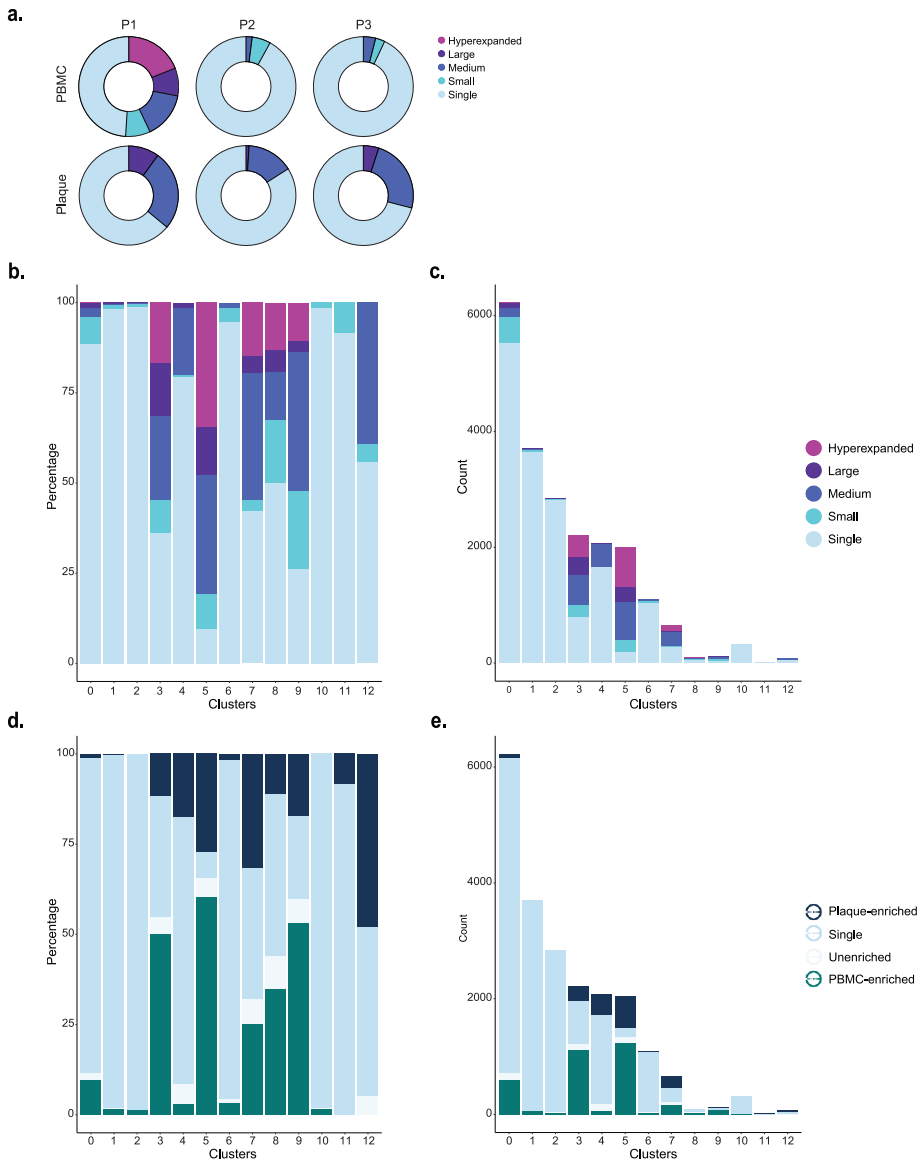 a.
P1 P2 P3
PBMC
Plaque
Hyperexpanded
Large
Medium
Small
Single
b.
Percentage
100
75
50
25
0
0 1 2 3 4 5 6 7 8 9 10 11 12
Clusters
c.
Count
6000
4000
2000
0
0 1 2 3 4 5 6 7 8 9 10 11 12
Clusters
Hyperexpanded
Large
Medium
Small
Single
d.
Percentage
100
75
50
25
0
0 1 2 3 4 5 6 7 8 9 10 11 12
Clusters
e.
Count
6000
4000
2000
0
0 1 2 3 4 5 6 7 8 9 10 11 12
Clusters
Plaque-enriched
Single
Unenriched
PBMC-enriched